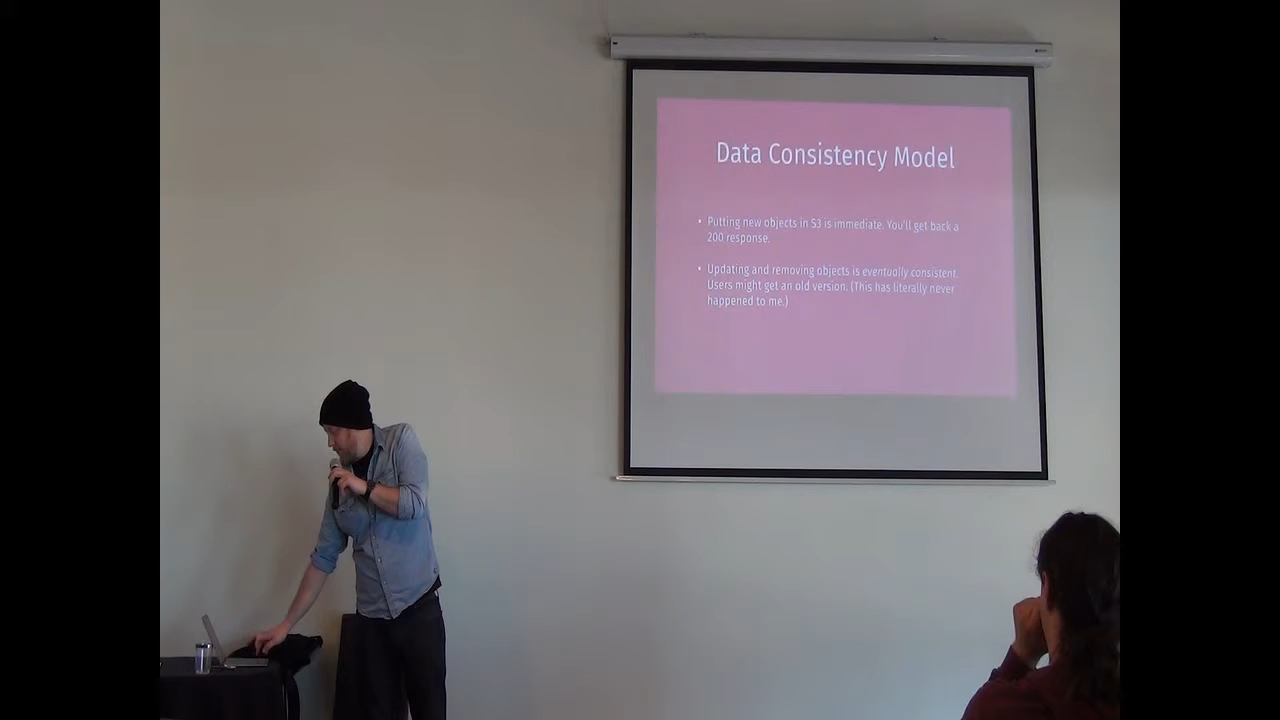 Data Consistency Model
• Putting new objects in S3 is immediate. You'll get back a
200 response.
• Updating and removing objects is eventually consistent.
Users might get an old version. (This has literally never
happened to me.)